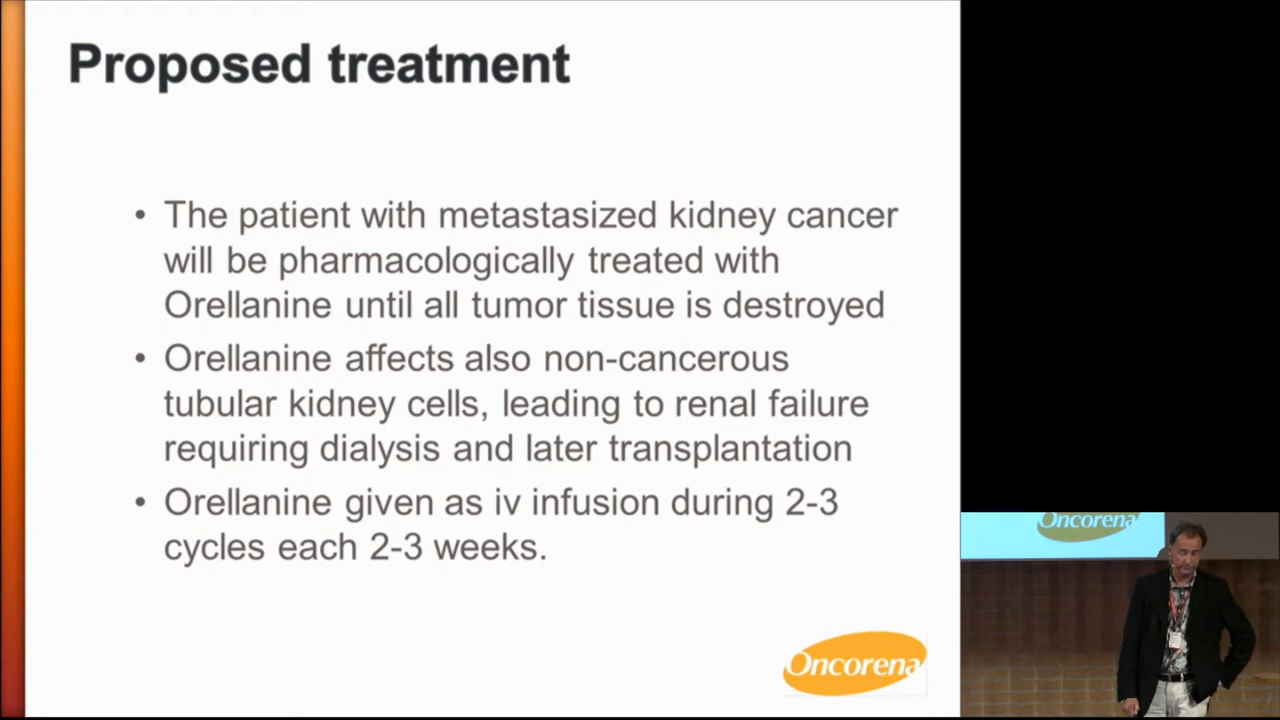 Proposed treatment
• The patient with metastasized kidney cancer
will be pharmacologically treated with
Orellanine until all tumor tissue is destroyed
• Orellanine affects also non-cancerous
tubular kidney cells, leading to renal failure
requiring dialysis and later transplantation
• Orellanine given as iv infusion during 2-3
cycles each 2-3 weeks.
Oncorena
Oncorena